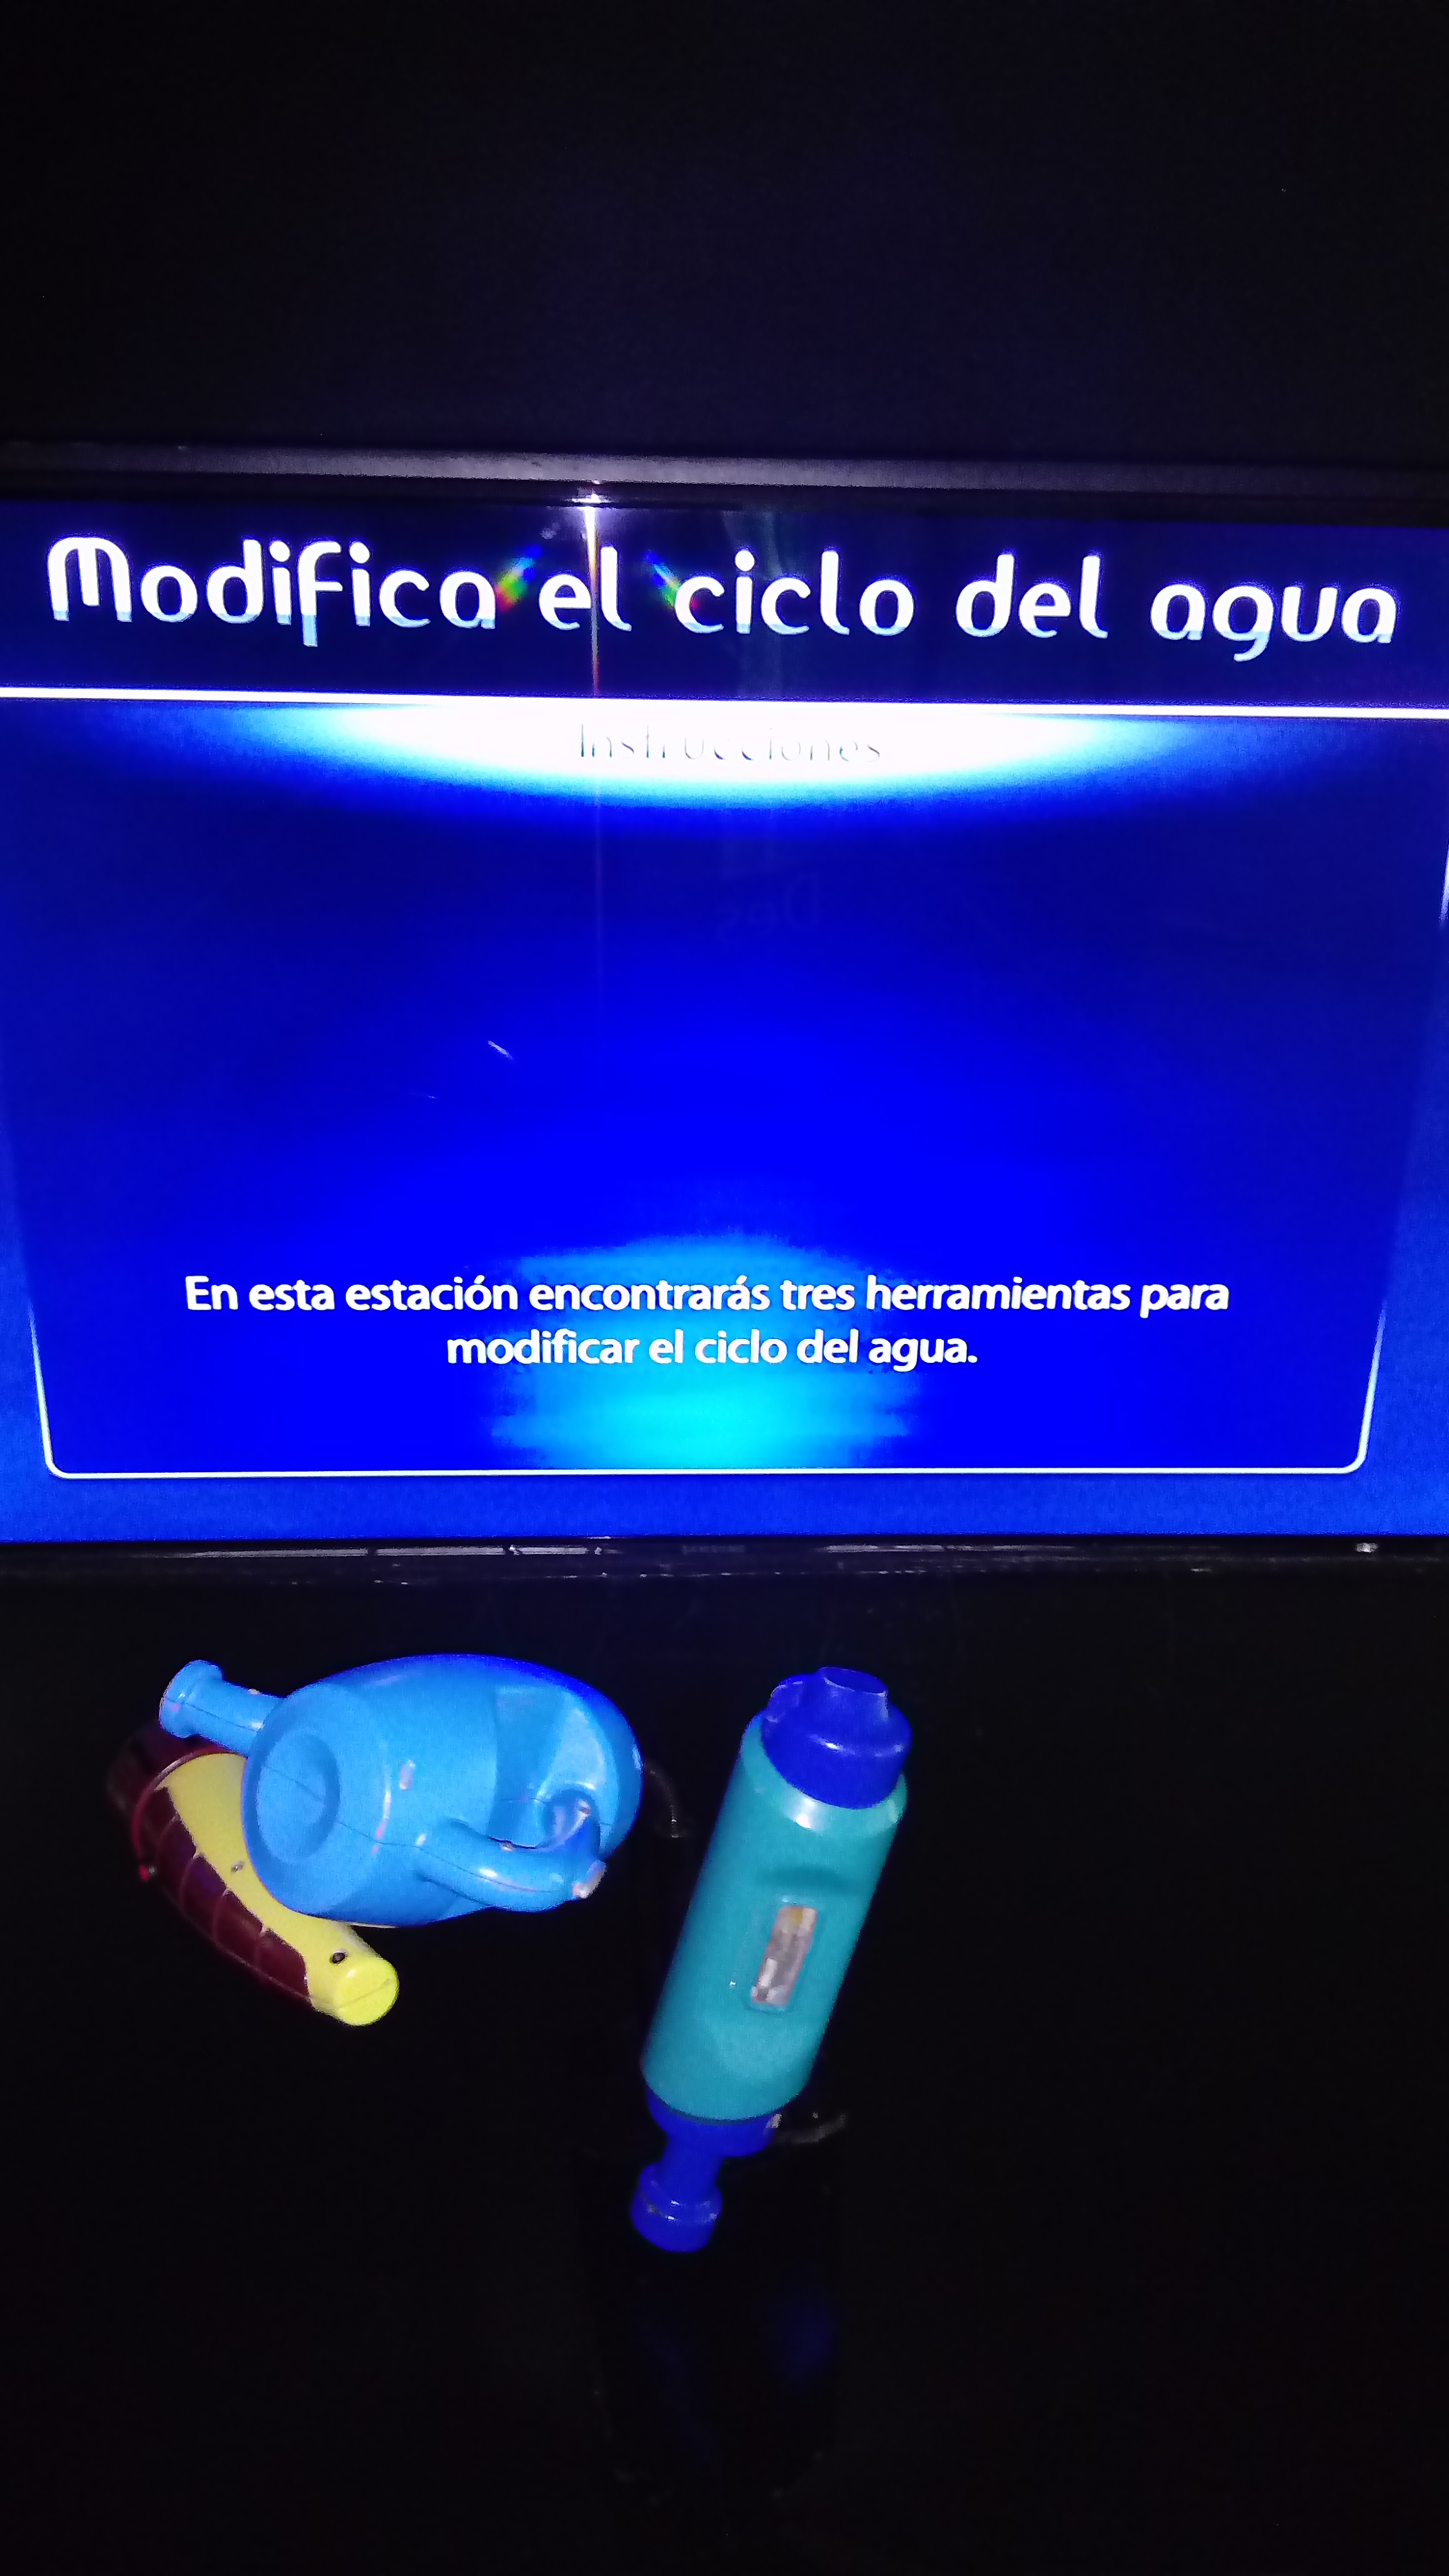 Modifica el ciclo del agua
Instrucciones
En esta estación encontrarás tres herramientas para
modificar el ciclo del agua.